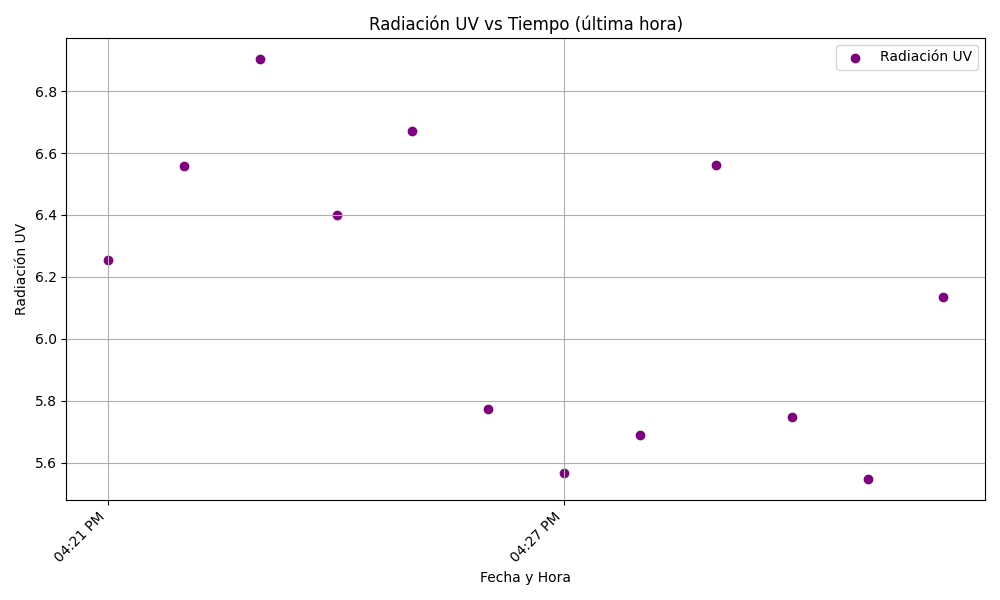 Radiación UV vs Tiempo (última hora)
Radiación UV
6.8
6.6
6.4
6.2
6.0
5.8
5.6
Radiación UV
04:21 PM
04:27 PM
Fecha y Hora